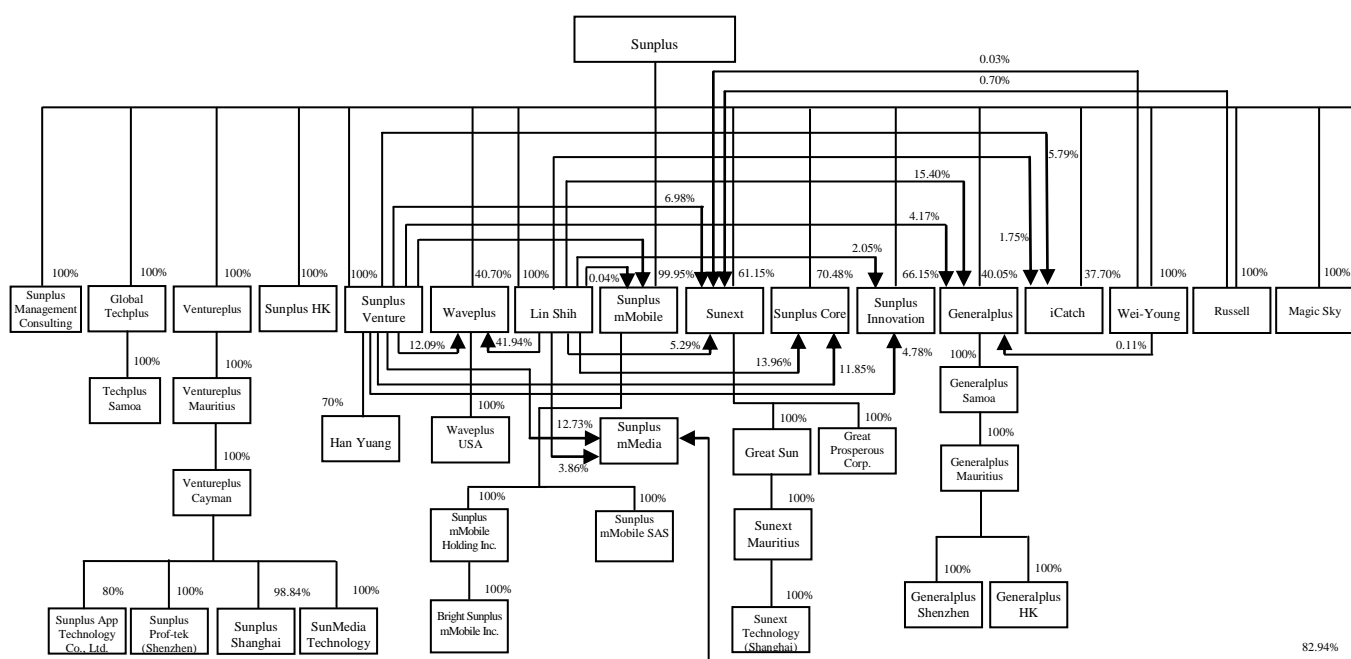 Sunplus
0.03%
0.70%
5.79%
15.40%
6.98%
4.17%
1.75%
2.05%
100%
100%
100%
100%
100%
40.70%
100%
0.04%
99.95%
61.15%
70.48%
66.15%
40.05%
37.70%
100%
100%
100%
Sunplus
Management
Consulting
Global
Techplus
Ventureplus
Sunplus HK
Sunplus
Venture
Waveplus
Lin Shih
Sunplus
mMobile
Sunext
Sunplus Core
Sunplus
Innovation
Generalplus
iCatch
Wei-Young
Russell
Magic Sky
12.09%
41.94%
5.29%
13.96%
11.85%
4.78%
0.11%
100%
100%
100%
Techplus
Samoa
Ventureplus
Mauritius
Generalplus
Samoa
70%
100%
12.73%
100%
100%
100%
Han Yuang
Waveplus
USA
Sunplus
mMedia
Great Sun
Great
Prosperous
Corp.
Generalplus
Mauritius
3.86%
100%
Ventureplus
Cayman
100%
100%
100%
Sunplus
mMobile
Holding Inc.
Sunplus
mMobile SAS
Sunext
Mauritius
80%
100%
98.84%
100%
100%
100%
100%
100%
Sunplus App
Technology
Co., Ltd.
Sunplus
Prof-tek
(Shenzhen)
Sunplus
Shanghai
SunMedia
Technology
Bright Sunplus
mMobile Inc.
Sunext
Technology
(Shanghai)
Generalplus
Shenzhen
Generalplus
HK
82.94%